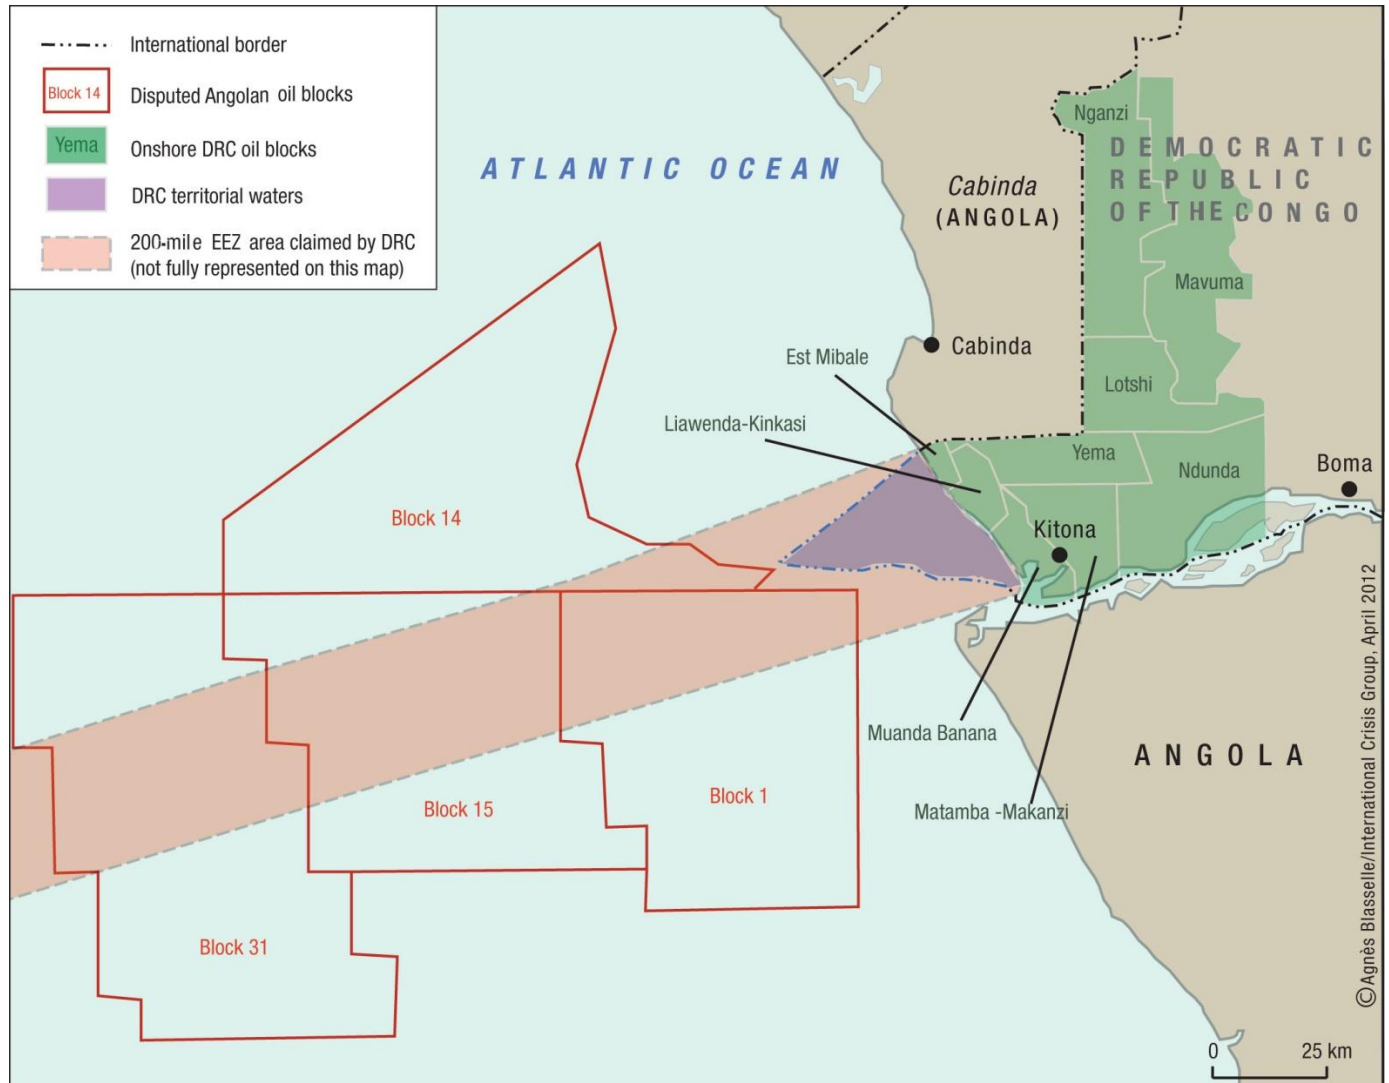 International border
Block 14
Disputed Angolan oil blocks
Yema
Onshore DRC oil blocks
DRC territorial waters
200-mile EEZ area claimed by DRC
(not fully represented on this map)
ATLANTIC OCEAN
Nganzi
DEMOCRATIC
REPUBLIC
OF THE CONGO
Cabinda
(ANGOLA)
Mavuma
Cabinda
Est Mibale
Lotshi
Liawenda-Kinkasi
Yema
Ndunda
Boma
Block 14
Kitona
Muanda Banana
Block 15
Block 1
Matamba -Makanzi
ANGOLA
Block 31
0 25 km
©Agnès Blasselle/International Crisis Group, April 2012